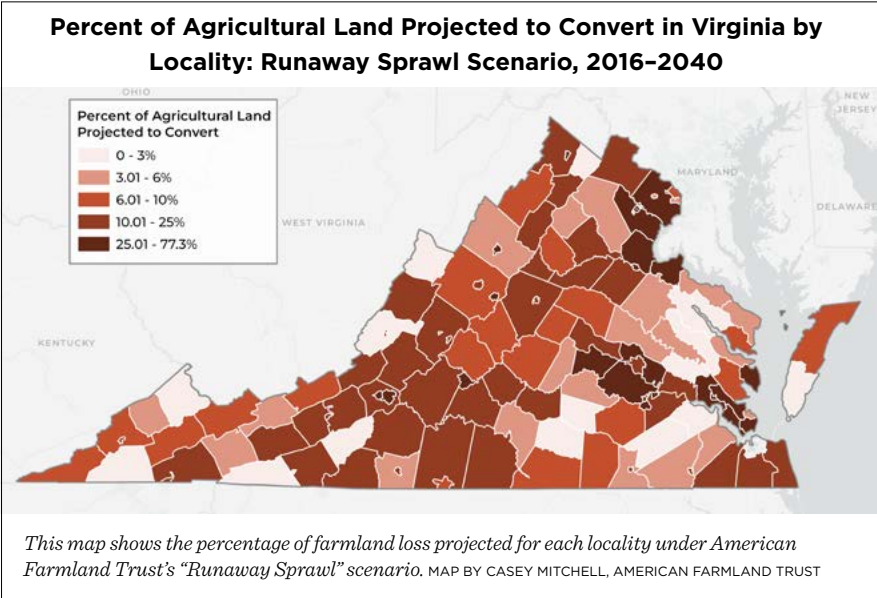 Percent of Agricultural Land Projected to Convert in Virginia by
Locality: Runaway Sprawl Scenario, 2016–2040
OHIO
NEW
JERSEY
Percent of Agricultural Land
Projected to Convert
0 - 3%
3.01 - 6%
6.01 - 10%
10.01 - 25%
25.01 - 77.3%
MARYLAND
DELAWARE
WEST VIRGINIA
KENTUCKY
This map shows the percentage of farmland loss projected for each locality under American
Farmland Trust’s “Runaway Sprawl” scenario. MAP BY CASEY MITCHELL, AMERICAN FARMLAND TRUST